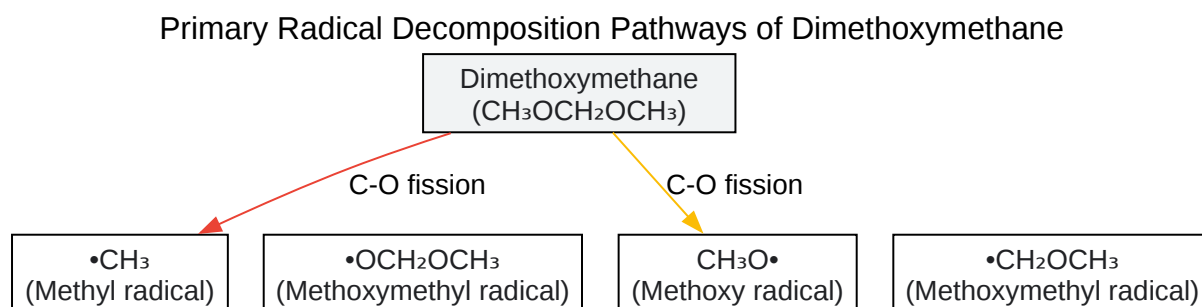 Primary Radical Decomposition Pathways of Dimethoxymethane
Dimethoxymethane
(CH₃OCH₂OCH₃)
C-O fission
C-O fission
•CH₃
(Methyl radical)
•OCH₂OCH₃
(Methoxymethyl radical)
CH₃O•
(Methoxy radical)
•CH₂OCH₃
(Methoxymethyl radical)